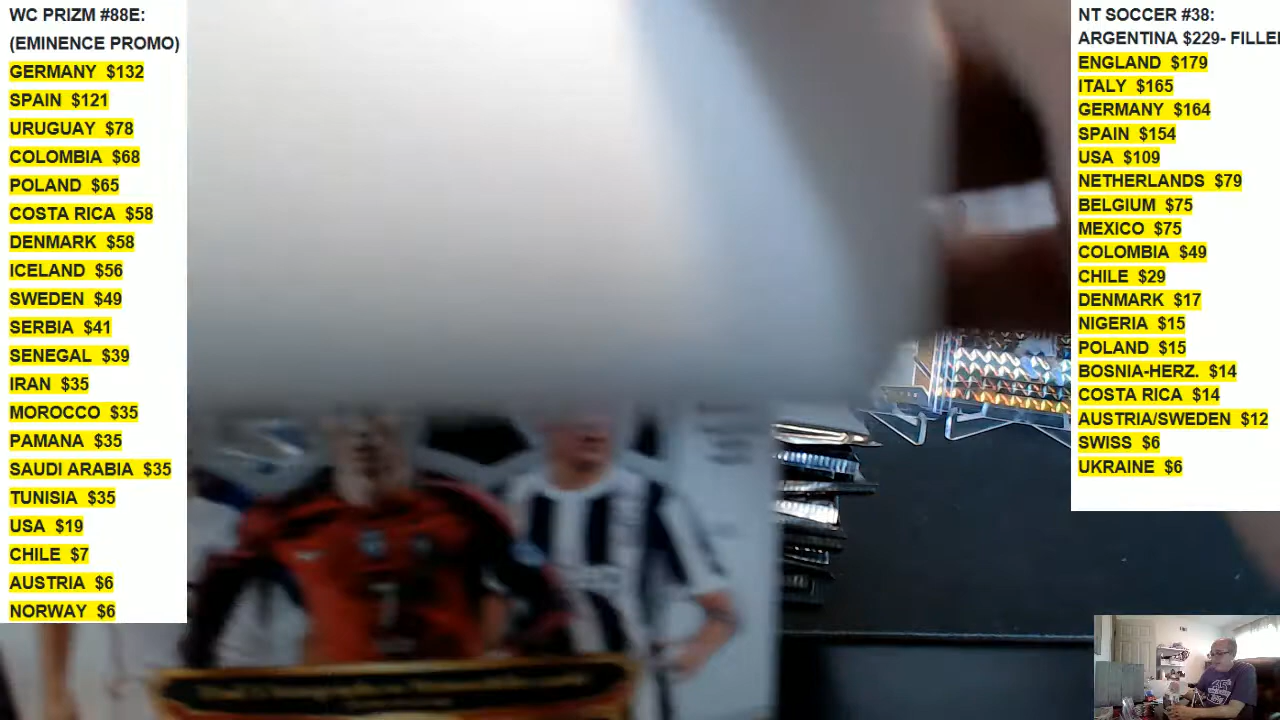 WC PRIZM #88E:
(EMINENCE PROMO)
GERMANY $132
SPAIN $121
URUGUAY $78
COLOMBIA $68
POLAND $65
COSTA RICA $58
DENMARK $58
ICELAND $56
SWEDEN $49
SERBIA $41
SENEGAL $39
IRAN $35
MOROCCO $35
PAMANA $35
SAUDI ARABIA $35
TUNISIA $35
USA $19
CHILE $7
AUSTRIA $6
NORWAY $6
NT SOCCER #38:
ARGENTINA $229- FILLE
ENGLAND $179
ITALY $165
GERMANY $164
SPAIN $154
USA $109
NETHERLANDS $79
BELGIUM $75
MEXICO $75
COLOMBIA $49
CHILE $29
DENMARK $17
NIGERIA $15
POLAND $15
BOSNIA-HERZ. $14
COSTA RICA $14
AUSTRIA/SWEDEN $12
SWISS $6
UKRAINE $6